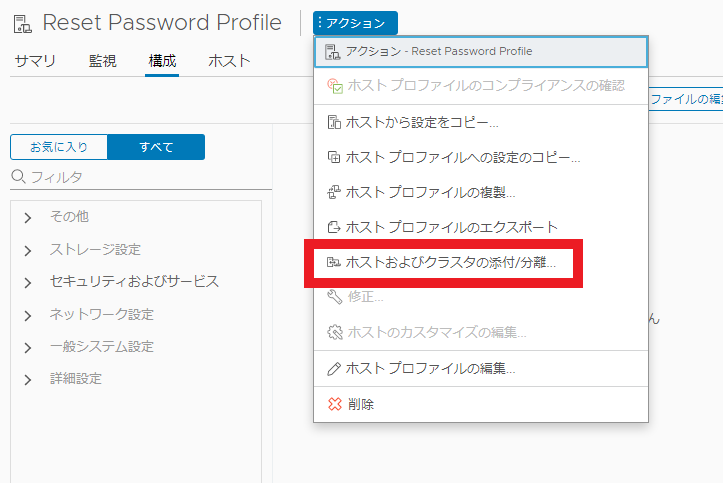 Reset Password Profile
アクション
サマリ 監視 構成 ホスト
アクション - Reset Password Profile
ホスト プロファイルのコンプライアンスの確認
ファイルの編集
ホストから設定をコピー...
お気に入り すべて
ホスト プロファイルへの設定のコピー...
フィルタ
ホスト プロファイルの複製...
その他
ホスト プロファイルのエクスポート
ストレージ設定
ホストおよびクラスタの添付/分離...
セキュリティおよびサービス
修正...
ネットワーク設定
ん
ホストのカスタマイズの編集...
一般システム設定
ホスト プロファイルの編集...
詳細設定
削除